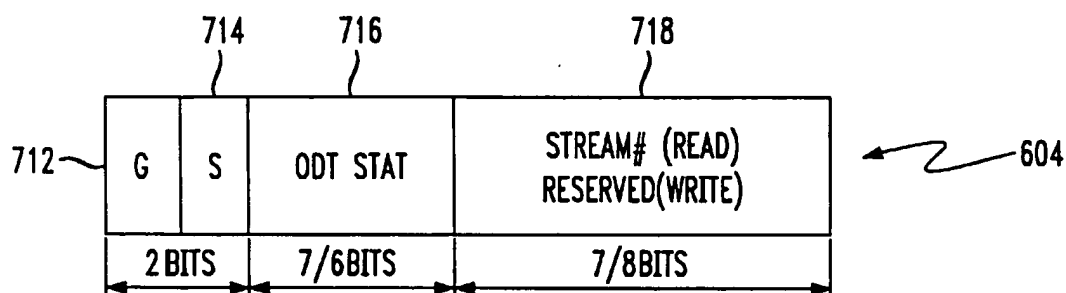 714 716 718
712 G S ODT STAT STREAM# (READ)
RESERVED(WRITE) 604
2 BITS 7/6BITS 7/8BITS